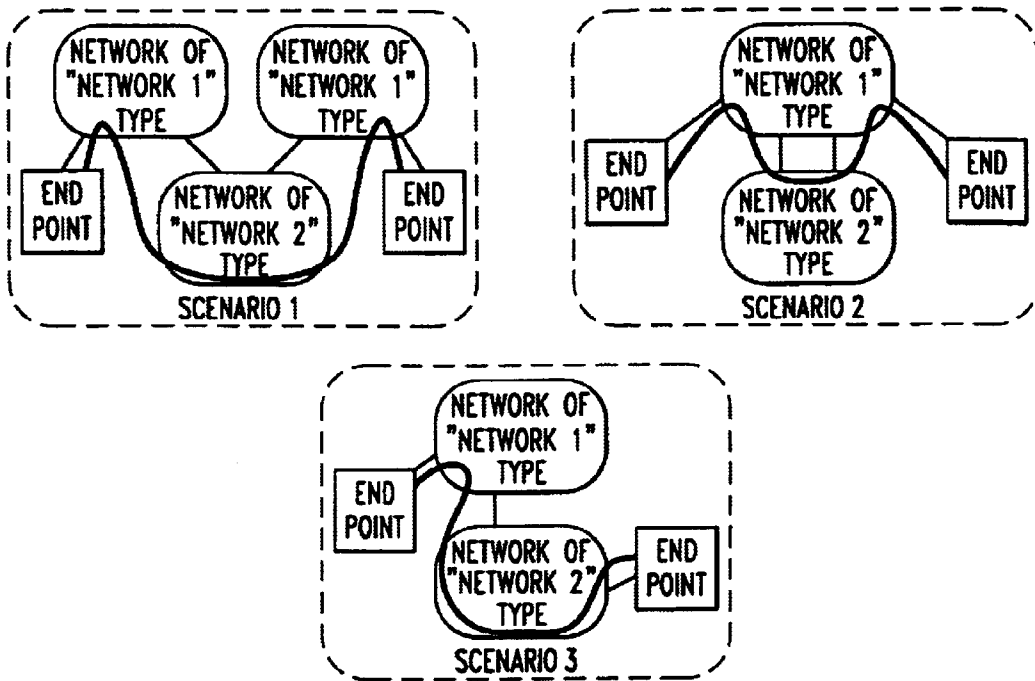 NETWORK OF
"NETWORK 1"
TYPE
NETWORK OF
"NETWORK 1"
TYPE
END
POINT
NETWORK OF
"NETWORK 2"
TYPE
END
POINT
SCENARIO 1
NETWORK OF
"NETWORK 1"
TYPE
END
POINT
NETWORK OF
"NETWORK 2"
TYPE
END
POINT
SCENARIO 2
NETWORK OF
"NETWORK 1"
TYPE
END
POINT
NETWORK OF
"NETWORK 2"
TYPE
END
POINT
SCENARIO 3